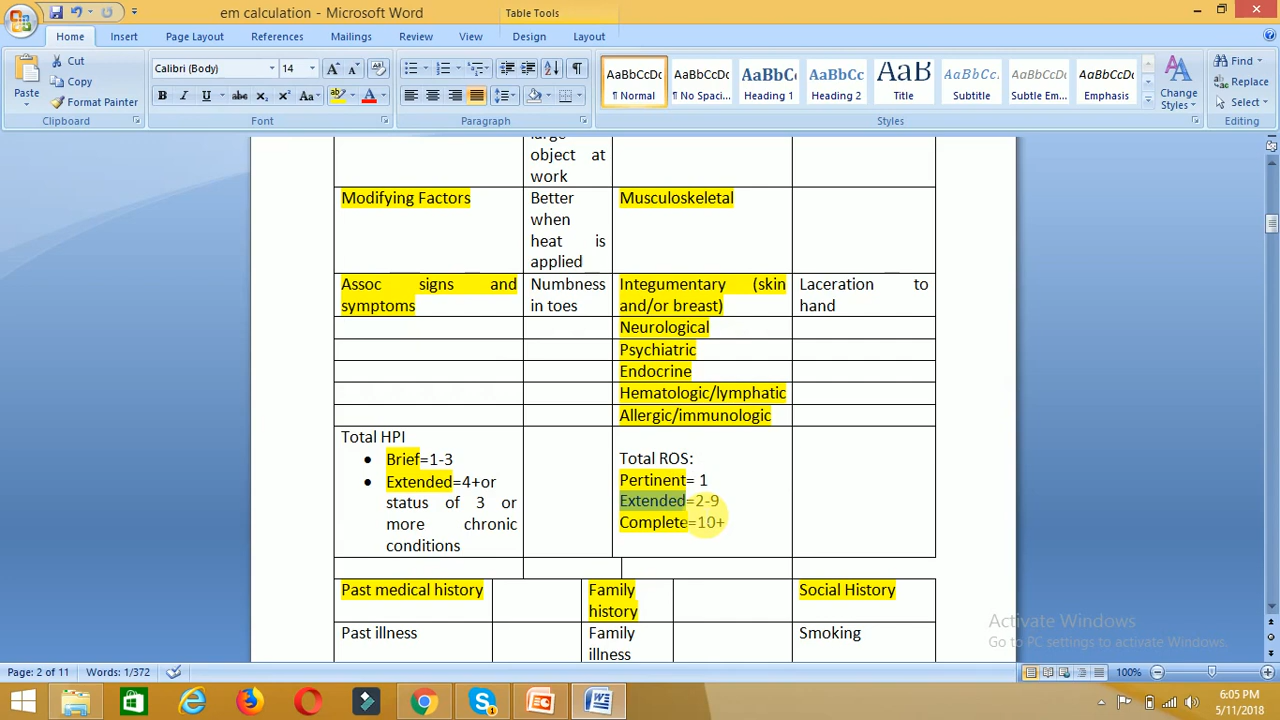 em calculation - Microsoft Word
Table Tools
Home
Insert
Page Layout
References
Mailings
Review
View
Design
Layout
Paste
Cut
Copy
Format Painter
Clipboard
Calibri (Body)
14
Font
Paragraph
AaBbCcDc
¶ Normal
AaBbCcDc
¶ No Spaci...
AaBbC
Heading 1
AaBbCc
Heading 2
AaB
Title
AaBbCc.
Subtitle
AaBbCcDc
Subtle Em...
AaBbCcDc
Emphasis
Change
Styles
Styles
Find
Replace
Select
Editing
object at
work
Modifying Factors
Better
when
heat is
applied
Musculoskeletal
Assoc signs and
symptoms
Numbness
in toes
Integumentary (skin
and/or breast)
Laceration to
hand
Neurological
Psychiatric
Endocrine
Hematologic/lymphatic
Allergic/immunologic
Total HPI
• Brief=1-3
• Extended=4+or
status of 3 or
more chronic
conditions
Total ROS:
Pertinent= 1
Extended=2-9
Complete=10+
Past medical history
Family
history
Social History
Past illness
Family
illness
Smoking
Activate Windows
Go to PC settings to activate Windows.
Page: 2 of 11
Words: 1/372
100%
6:05 PM
5/11/2018